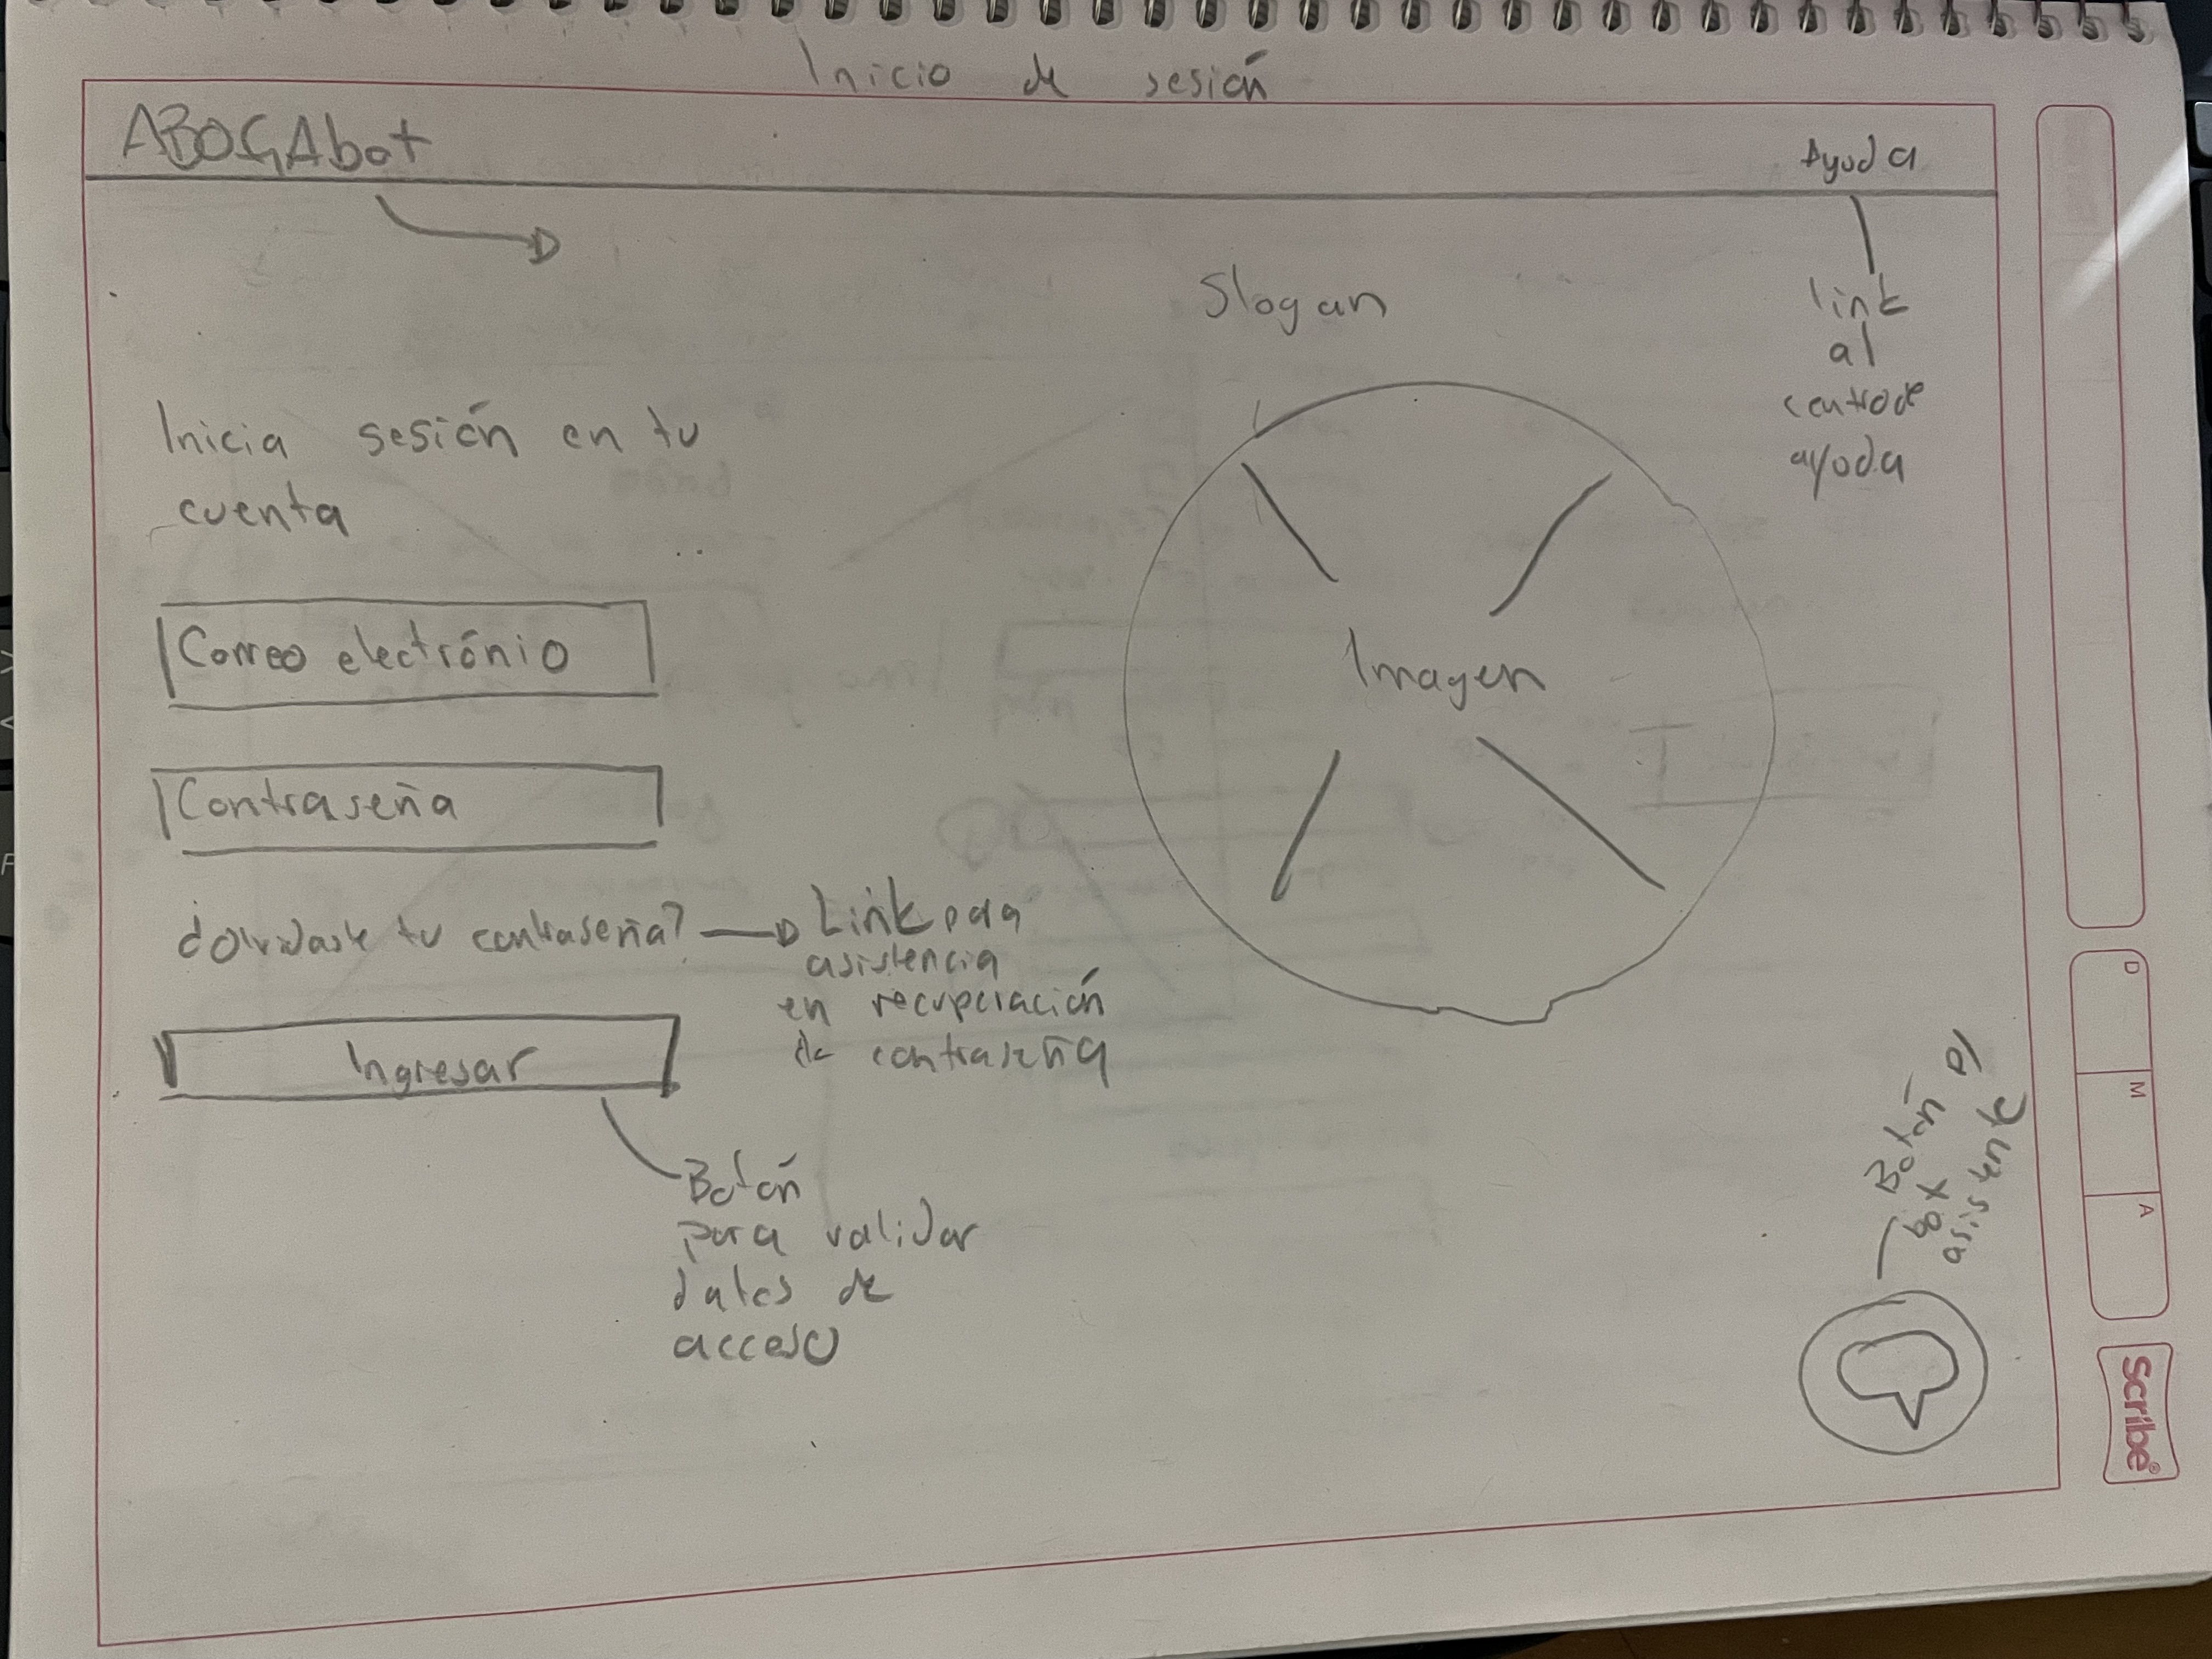 Inicio de sesión
ABOGAbot
Ayuda
link
al
centro de
ayuda
Slogan
Inicia sesión en tu
cuenta
Correo electrónio
Contraseña
¿Olvidaste tu contraseña?
Link para
asistencia
en recuperación
de contraseña
Ingresar
Botón
para validar
datos de
acceso
Imagen
Botón p/
bot
asistente
D
M
A
Scribe®